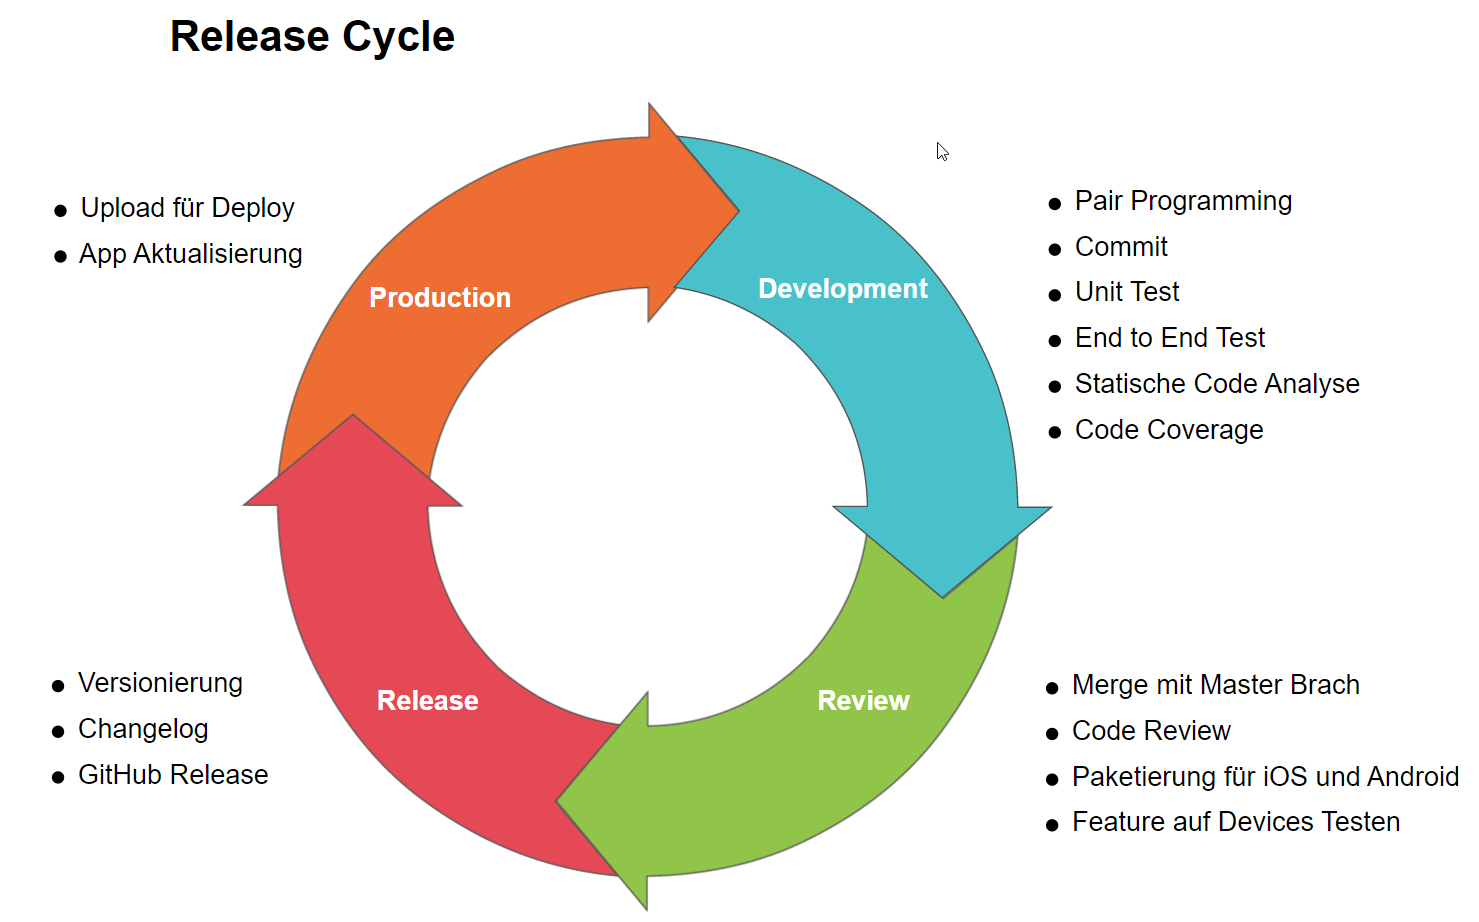 Release Cycle
Production
Development
Review
Release
Upload für Deploy
App Aktualisierung
Pair Programming
Commit
Unit Test
End to End Test
Statische Code Analyse
Code Coverage
Merge mit Master Brach
Code Review
Paketierung für iOS und Android
Feature auf Devices Testen
Versionierung
Changelog
GitHub Release